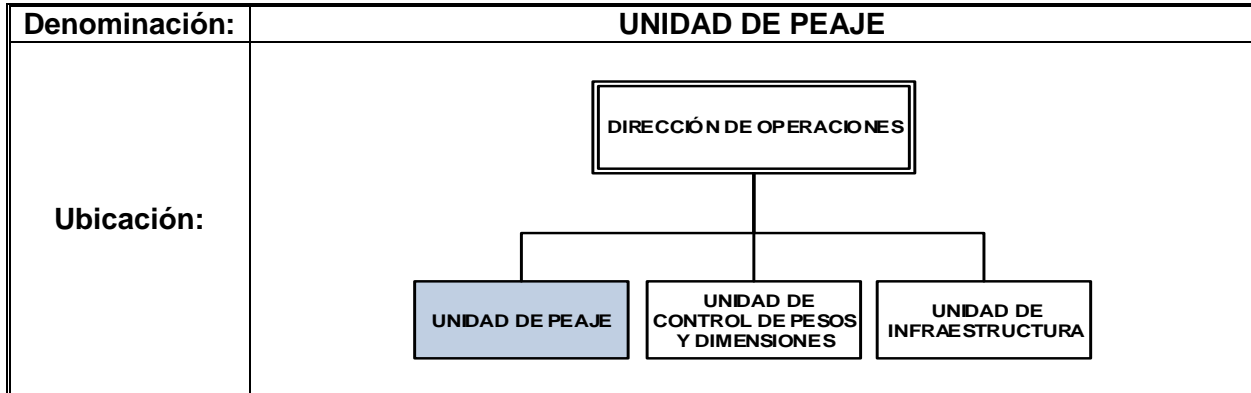 Denominación:
UNIDAD DE PEAJE
Ubicación:
DIRECCIÓN DE OPERACIONES
UNIDAD DE PEAJE
UNIDAD DE
CONTROL DE PESOS
Y DIMENSIONES
UNIDAD DE
INFRAESTRUCTURA